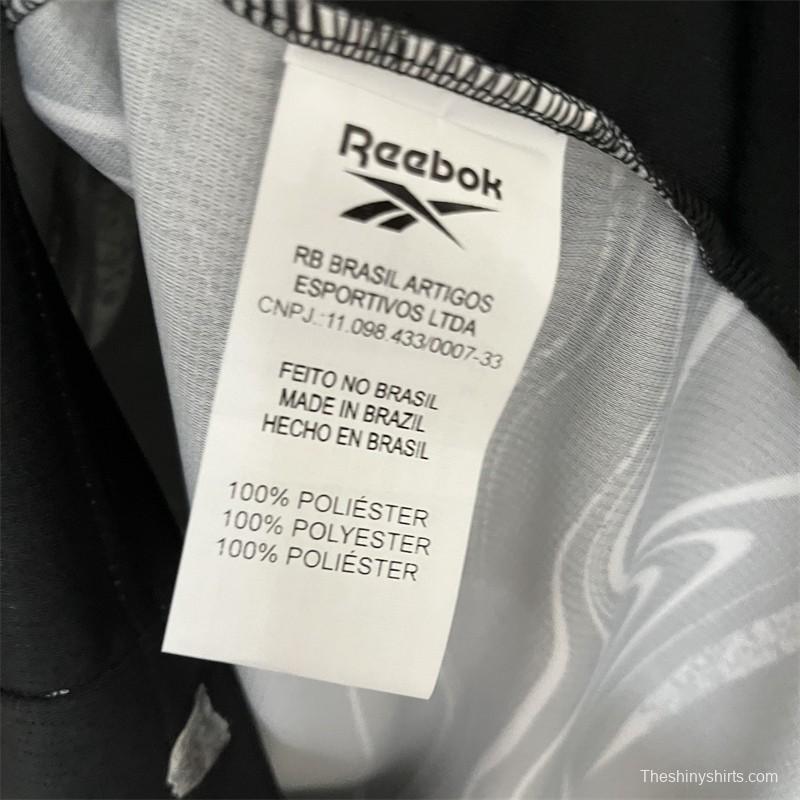 Reebok
RB BRASIL ARTIGOS
ESPORTIVOS LTDA
CNPJ.:11.098.433/0007-33
FEITO NO BRASIL
MADE IN BRAZIL
HECHO EN BRASIL
100% POLIÉSTER
100% POLYESTER
100% POLIÉSTER
Theshinyshirts.com